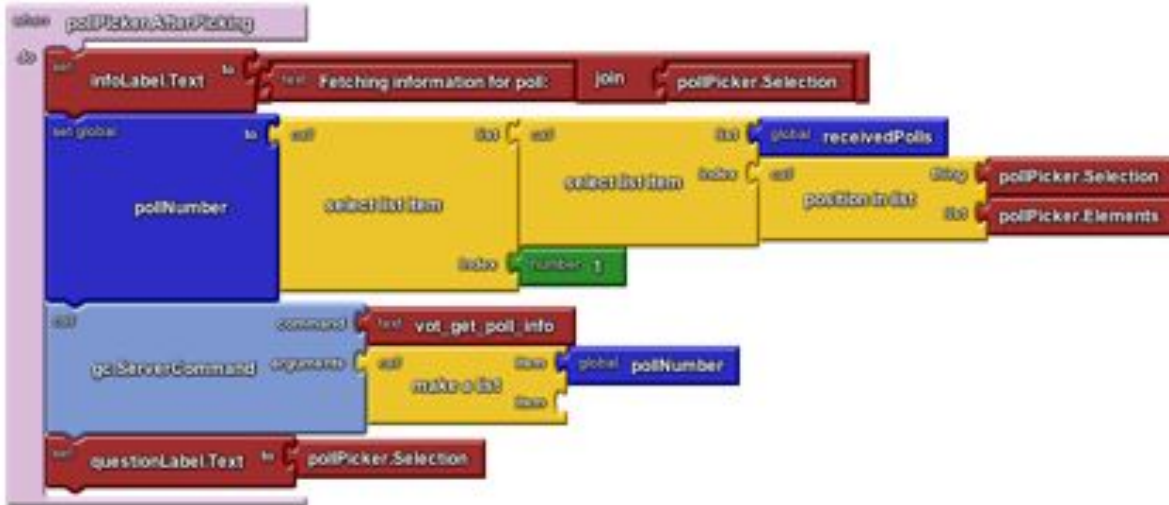 when pollPicker.AfterPicking
do
set infoLabel.Text to text Fetching information for poll: join pollPicker.Selection
set global pollNumber to call select list item list call select list item list global receivedPolls
index call position in list thing pollPicker.Selection
list pollPicker.Elements
index number 1
call gc.ServerCommand command text vot_get_poll_info
arguments call make a list item global pollNumber
item
set questionLabel.Text to pollPicker.Selection